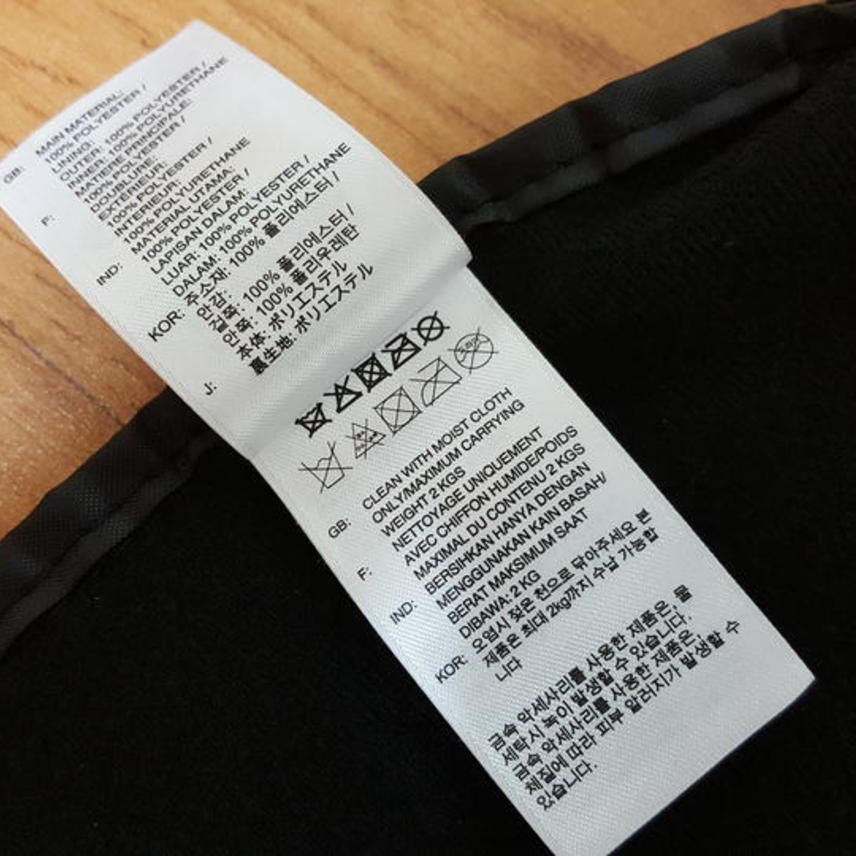 GB: MAIN MATERIAL:
100% POLYESTER /
LINING:
OUTER: 100% POLYESTER /
INNER: 100% POLYURETHANE
F: MATIERE PRINCIPALE:
100% POLYESTER /
DOUBLURE:
EXTERIEUR:
100% POLYESTER /
INTERIEUR:
100% POLYURETHANE
IND: MATERIAL UTAMA:
100% POLYESTER /
LAPISAN DALAM:
LUAR: 100% POLYESTER /
DALAM: 100% POLYURETHANE
KOR: 주소재: 100% 폴리에스터 /
안감:
겉쪽: 100% 폴리에스터 /
안쪽: 100% 폴리우레탄
J: 本体: ポリエステル
裏生地: ポリエステル
GB: CLEAN WITH MOIST CLOTH
ONLY/MAXIMUM CARRYING
WEIGHT 2 KGS
F: NETTOYAGE UNIQUEMENT
AVEC CHIFFON HUMIDE/POIDS
MAXIMAL DU CONTENU 2 KGS
IND: BERSIHKAN HANYA DENGAN
MENGGUNAKAN KAIN BASAH/
BERAT MAKSIMUM SAAT
DIBAWA: 2 KG
KOR: 오염시 젖은 천으로 닦아주세요 본
제품은 최대 2kg까지 수납 가능합
니다
금속 악세사리를 사용한 제품은, 물
세탁시 녹이 발생할 수 있습니다.
금속 악세사리를 사용한 제품은,
체질에 따라 피부 알러지가 발생할 수
있습니다.